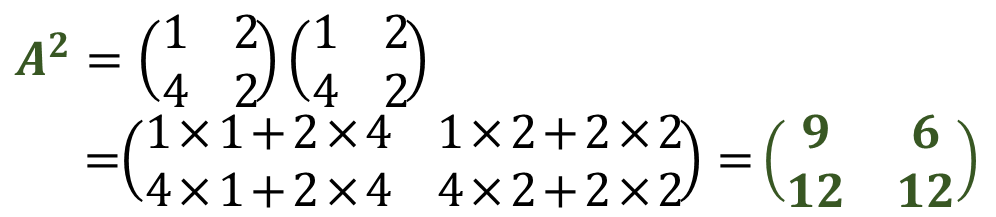 A² = (1 2
4 2) (1 2
4 2)
=(1×1+2×4 1×2+2×2
4×1+2×4 4×2+2×2) = (9 6
12 12)